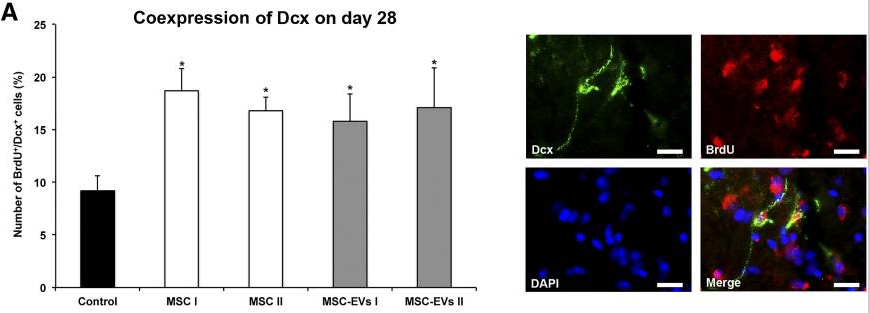 A
Coexpression of Dcx on day 28
Number of BrdU⁺/Dcx⁺ cells (%)
25
20
15
10
5
0
*
*
*
*
Control
MSC I
MSC II
MSC-EVs I
MSC-EVs II
Dcx
BrdU
DAPI
Merge